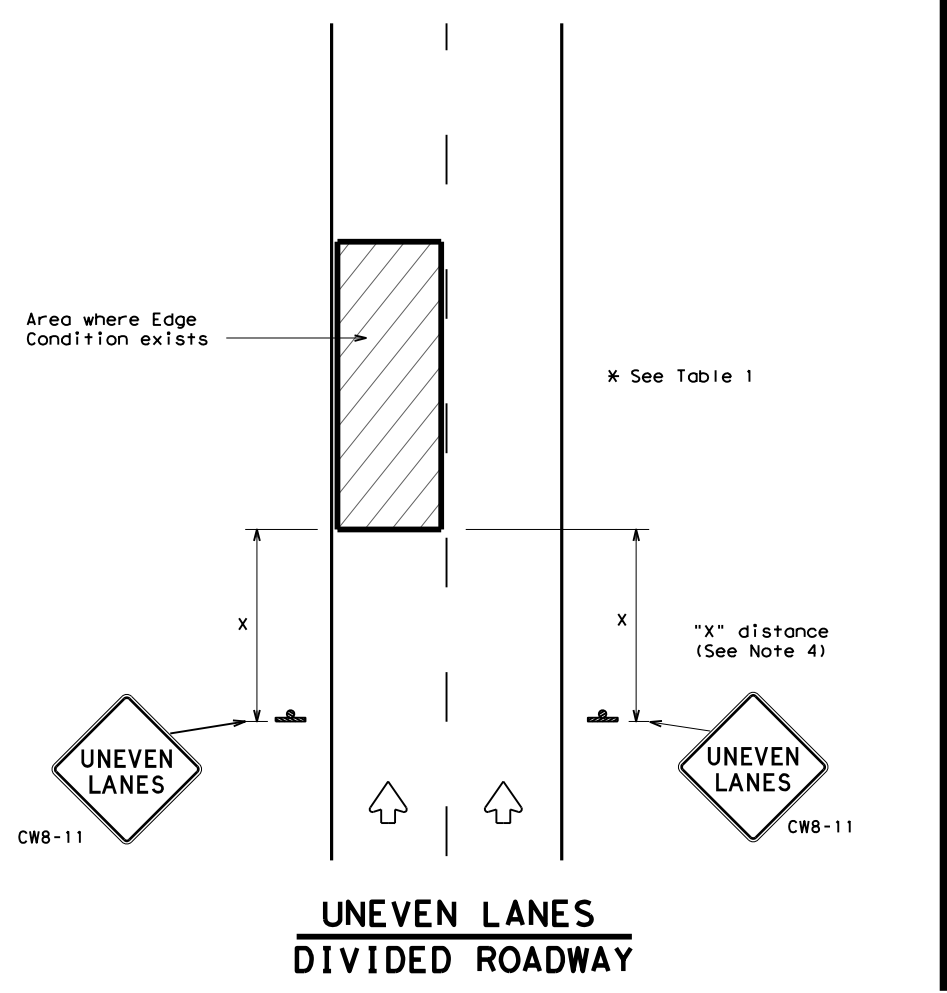 Area where Edge
Condition exists
* See Table 1
X
X
"X" distance
(See Note 4)
UNEVEN
LANES
CW8-11
UNEVEN
LANES
CW8-11
UNEVEN LANES
DIVIDED ROADWAY